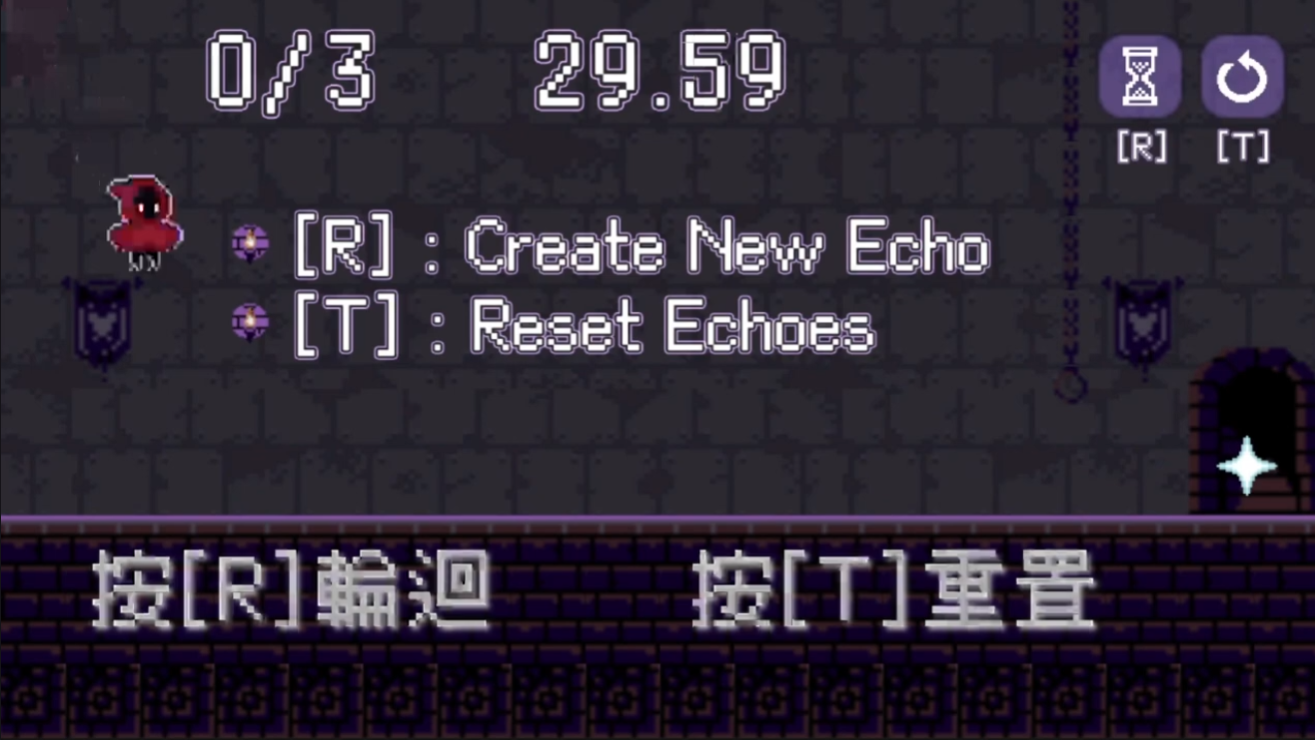 0/3 29.59
[R] [T]
[R] : Create New Echo
[T] : Reset Echoes
按[R]輪迴 按[T]重置